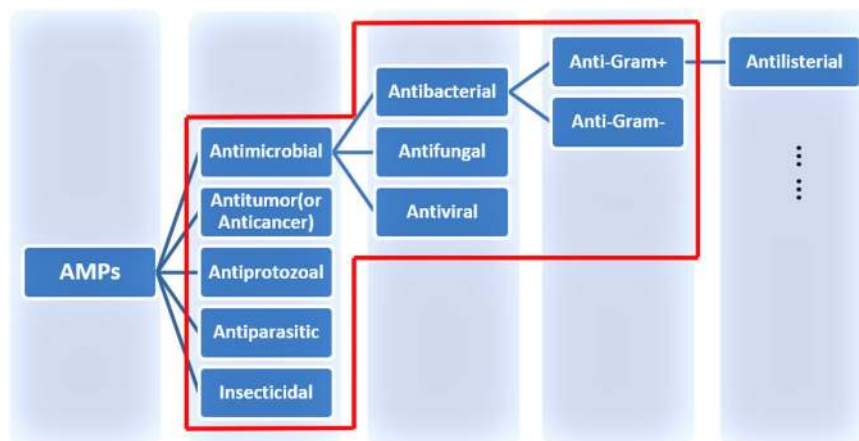 AMPs
Antimicrobial
Antitumor(or
Anticancer)
Antiprotozoal
Antiparasitic
Insecticidal
Antibacterial
Antifungal
Antiviral
Anti-Gram+
Anti-Gram-
Antilisterial